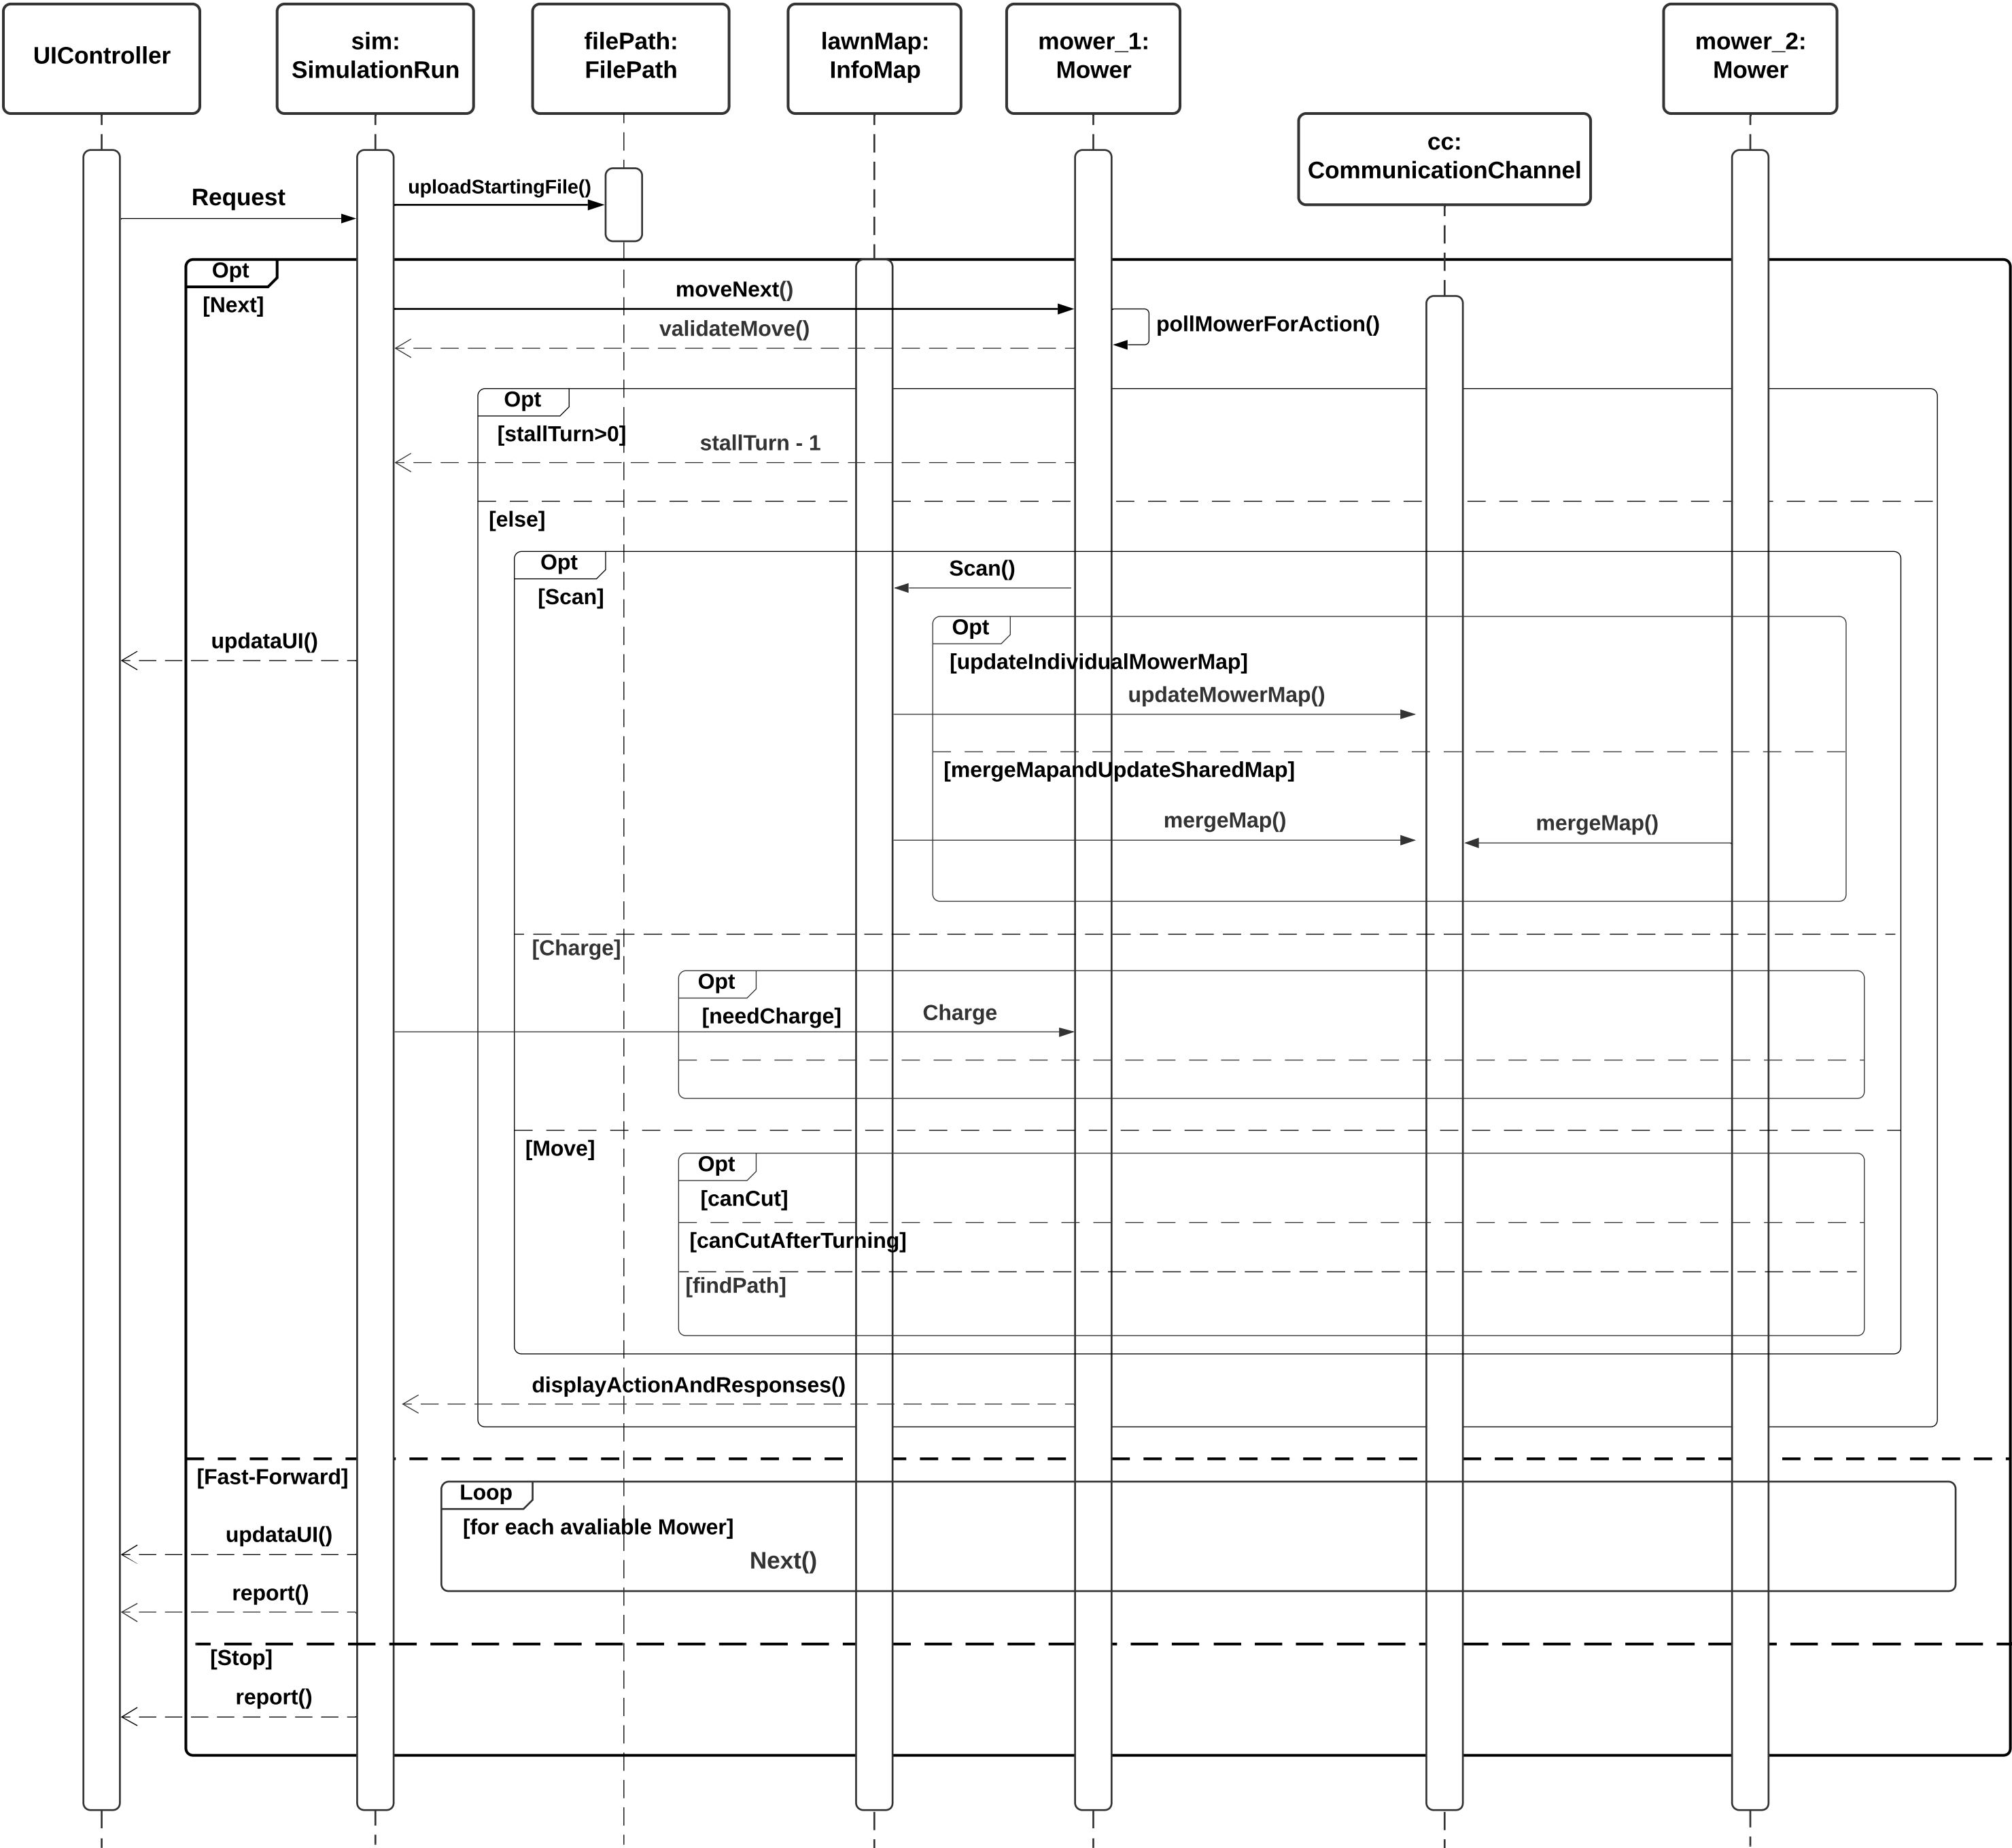 UIController
sim:
SimulationRun
filePath:
FilePath
lawnMap:
InfoMap
mower_1:
Mower
cc:
CommunicationChannel
mower_2:
Mower
Request
uploadStartingFile()
Opt
[Next]
moveNext()
validateMove()
pollMowerForAction()
Opt
[stallTurn>0]
stallTurn - 1
[else]
Opt
[Scan]
Scan()
updataUI()
Opt
[updateIndividualMowerMap]
updateMowerMap()
[mergeMapandUpdateSharedMap]
mergeMap()
mergeMap()
[Charge]
Opt
[needCharge]
Charge
[Move]
Opt
[canCut]
[canCutAfterTurning]
[findPath]
displayActionAndResponses()
[Fast-Forward]
Loop
[for each avaliable Mower]
Next()
updataUI()
report()
[Stop]
report()